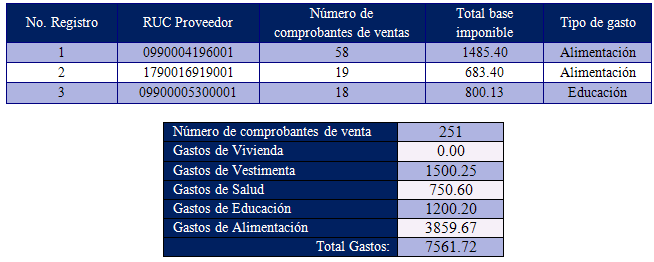 No. Registro RUC Proveedor Número de comprobantes de ventas Total base imponible Tipo de gasto
1 0990004196001 58 1485.40 Alimentación
2 1790016919001 19 683.40 Alimentación
3 09900005300001 18 800.13 Educación
Número de comprobantes de venta 251
Gastos de Vivienda 0.00
Gastos de Vestimenta 1500.25
Gastos de Salud 750.60
Gastos de Educación 1200.20
Gastos de Alimentación 3859.67
Total Gastos: 7561.72